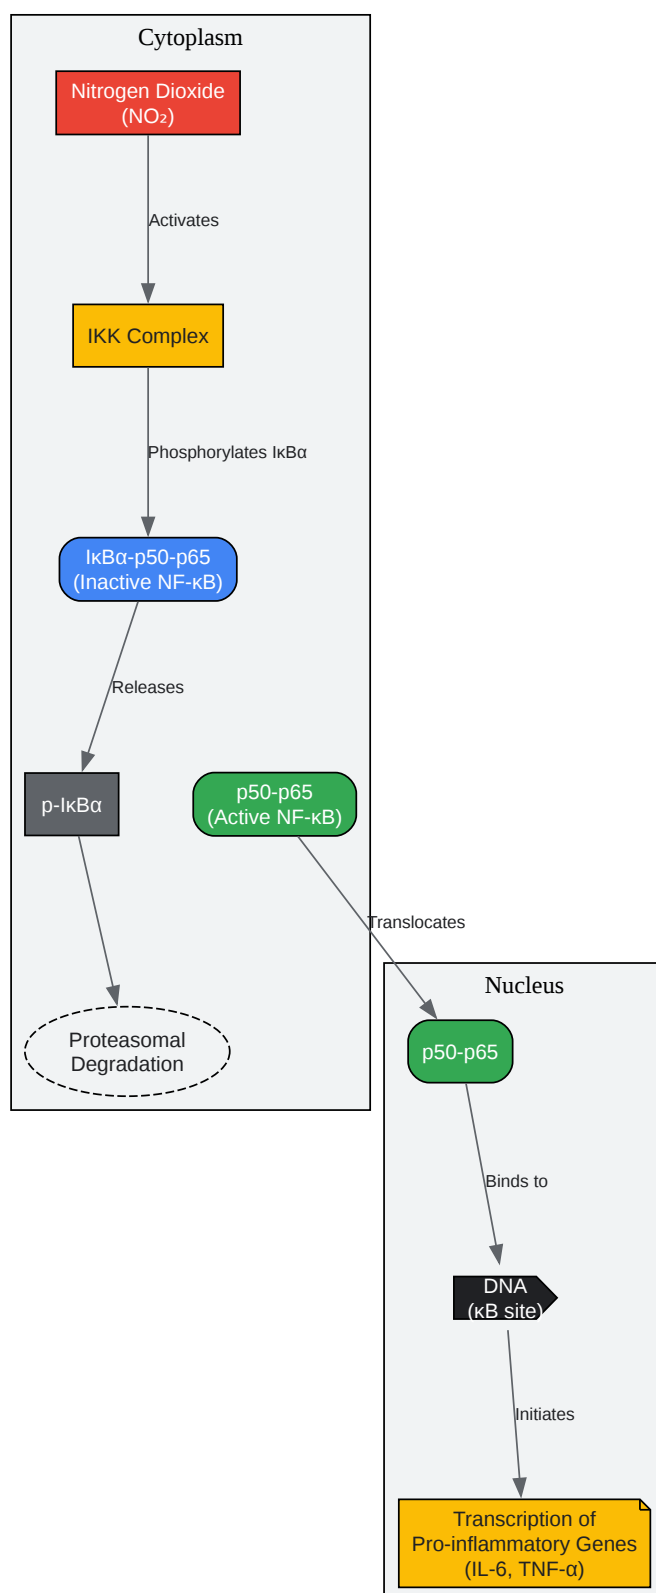 Cytoplasm
Nitrogen Dioxide
(NO₂)
Activates
IKK Complex
Phosphorylates IκBα
IκBα-p50-p65
(Inactive NF-κB)
Releases
p-IκBα
p50-p65
(Active NF-κB)
Translocates
Proteasomal
Degradation
Nucleus
p50-p65
Binds to
DNA
(κB site)
Initiates
Transcription of
Pro-inflammatory Genes
(IL-6, TNF-α)